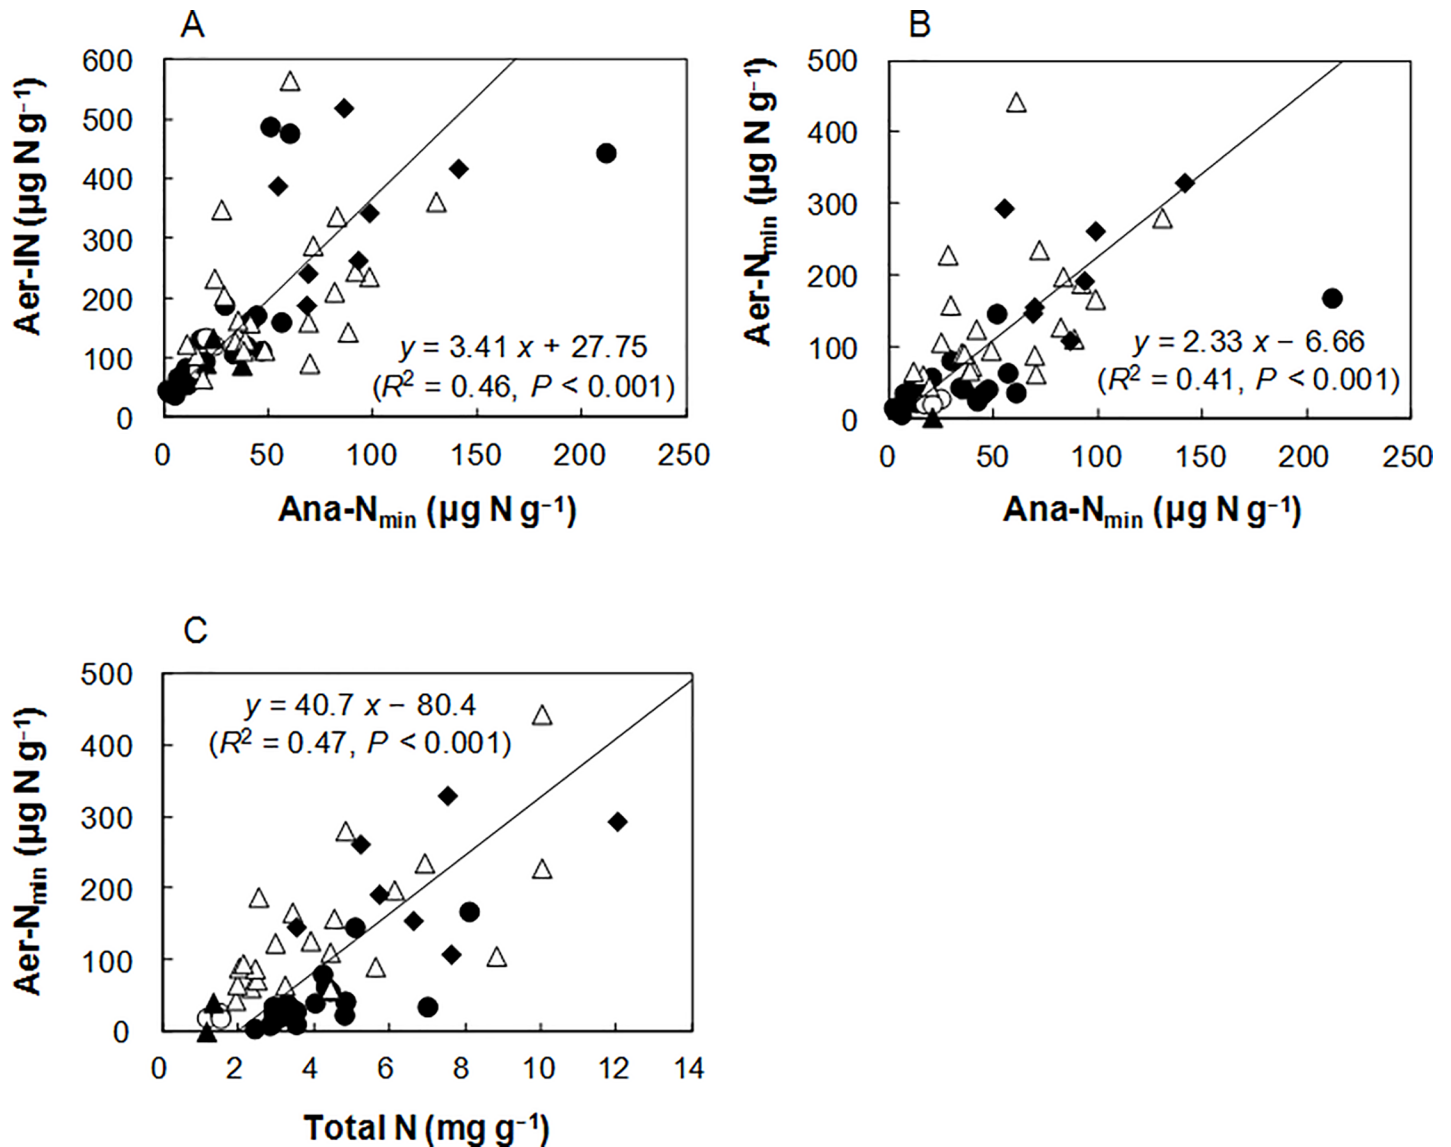 A
600
500
400
300
200
100
0
Aer-IN (µg N g⁻¹)
y = 3.41 x + 27.75
(R² = 0.46, P < 0.001)
0 50 100 150 200 250
Ana-Nmin (µg N g⁻¹)
B
500
400
300
200
100
0
Aer-Nmin (µg N g⁻¹)
y = 2.33 x − 6.66
(R² = 0.41, P < 0.001)
0 50 100 150 200 250
Ana-Nmin (µg N g⁻¹)
C
500
400
300
200
100
0
Aer-Nmin (µg N g⁻¹)
y = 40.7 x − 80.4
(R² = 0.47, P < 0.001)
0 2 4 6 8 10 12 14
Total N (mg g⁻¹)